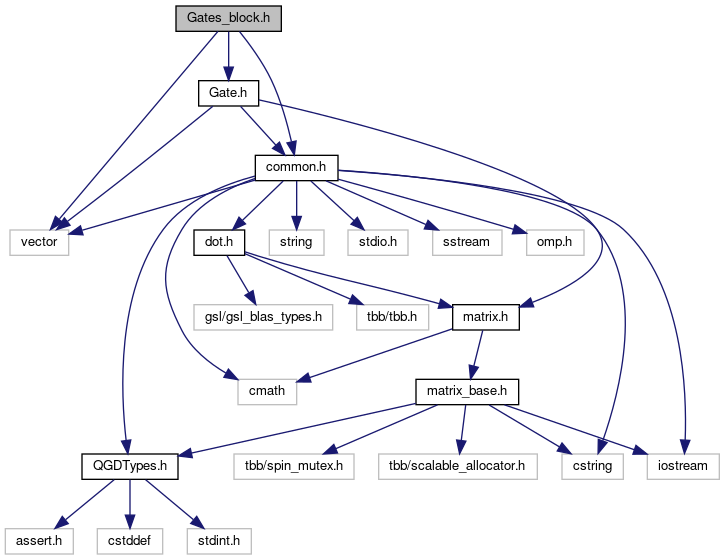 Gates_block.h
Gate.h
common.h
vector
dot.h
string
stdio.h
sstream
omp.h
gsl/gsl_blas_types.h
tbb/tbb.h
matrix.h
cmath
matrix_base.h
QGDTypes.h
tbb/spin_mutex.h
tbb/scalable_allocator.h
cstring
iostream
assert.h
cstddef
stdint.h